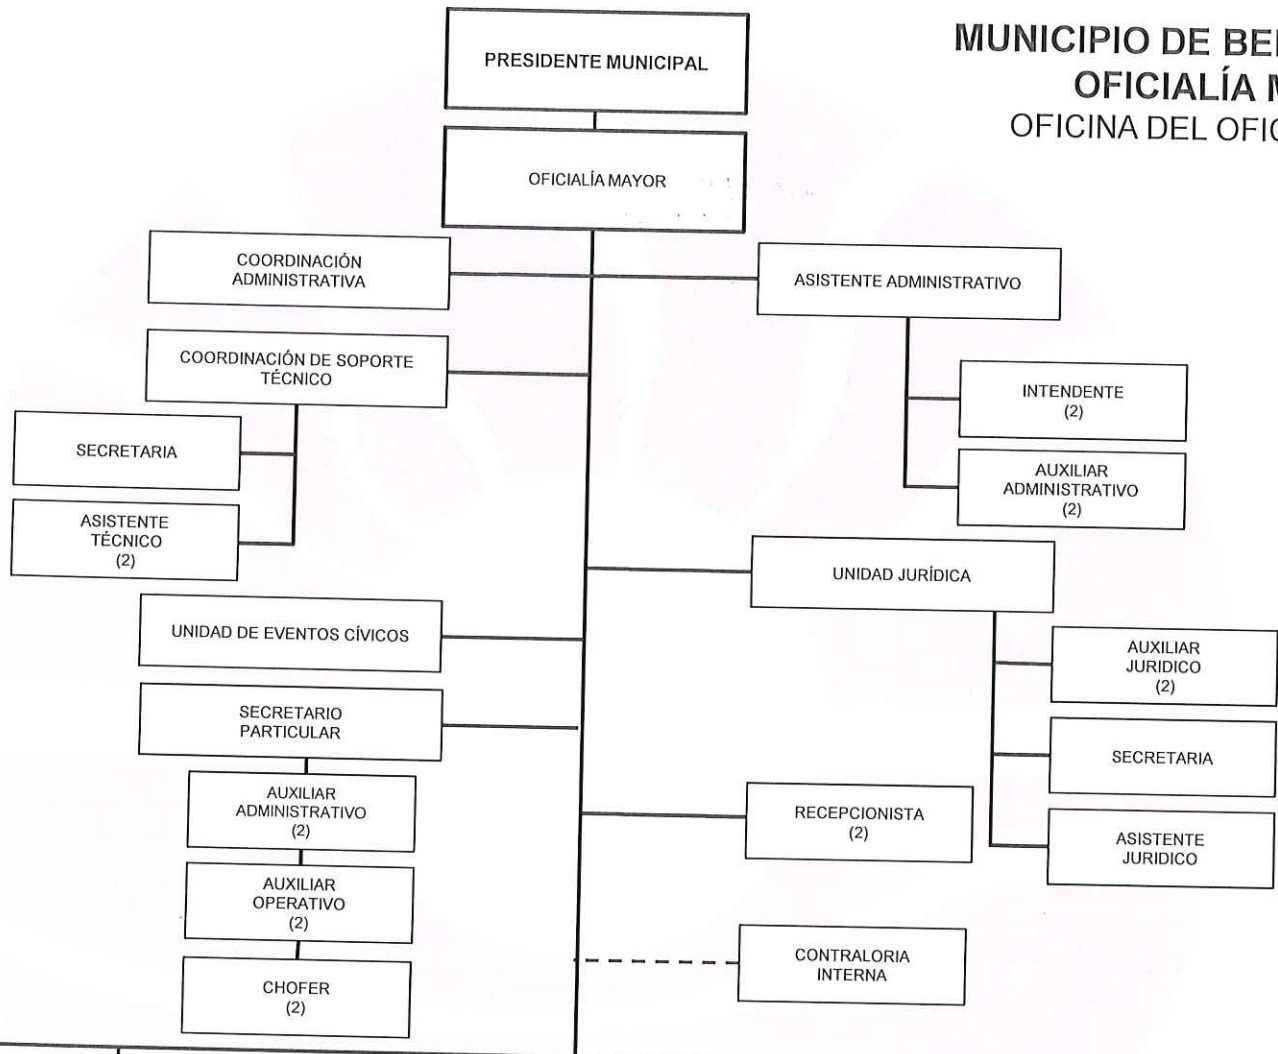 PRESIDENTE MUNICIPAL
MUNICIPIO DE
OFICIALÍA
OFICINA DEL
OFICIALÍA MAYOR
COORDINACIÓN
ADMINISTRATIVA
ASISTENTE ADMINISTRATIVO
COORDINACIÓN DE SOPORTE
TÉCNICO
INTENDENTE
(2)
SECRETARIA
AUXILIAR
ADMINISTRATIVO
(2)
ASISTENTE
TÉCNICO
(2)
UNIDAD JURÍDICA
UNIDAD DE EVENTOS CÍVICOS
AUXILIAR
JURIDICO
(2)
SECRETARIO
PARTICULAR
SECRETARIA
AUXILIAR
ADMINISTRATIVO
(2)
RECEPCIONISTA
(2)
ASISTENTE
JURIDICO
AUXILIAR
OPERATIVO
(2)
CONTRALORIA
INTERNA
CHOFER
(2)